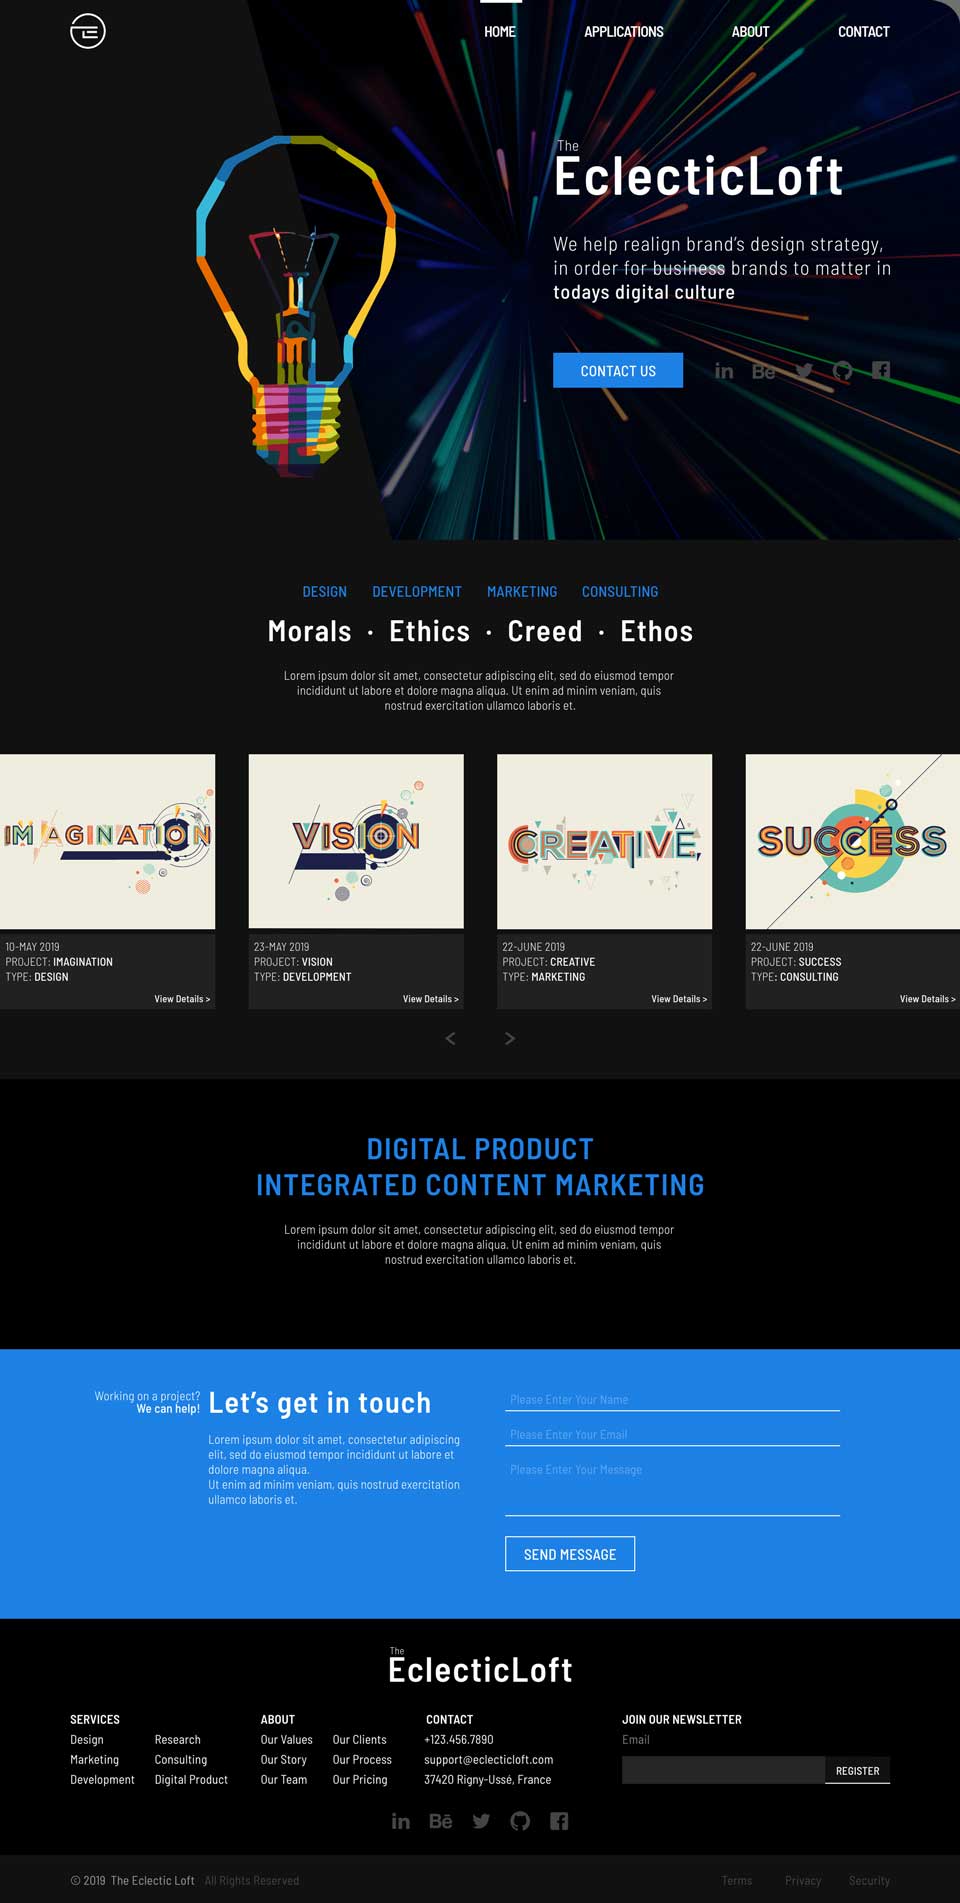 HOME APPLICATIONS ABOUT CONTACT
The
EclecticLoft
We help realign brand's design strategy,
in order for business brands to matter in
todays digital culture
CONTACT US
in Bē
DESIGN DEVELOPMENT MARKETING CONSULTING
Morals · Ethics · Creed · Ethos
Lorem ipsum dolor sit amet, consectetur adipiscing elit, sed do eiusmod tempor
incididunt ut labore et dolore magna aliqua. Ut enim ad minim veniam, quis
nostrud exercitation ullamco laboris et.
IMAGINATION
VISION
CREATIVE,
SUCCESS
10-MAY 2019
PROJECT: IMAGINATION
TYPE: DESIGN
View Details >
23-MAY 2019
PROJECT: VISION
TYPE: DEVELOPMENT
View Details >
22-JUNE 2019
PROJECT: CREATIVE
TYPE: MARKETING
View Details >
22-JUNE 2019
PROJECT: SUCCESS
TYPE: CONSULTING
View Details >
< >
DIGITAL PRODUCT
INTEGRATED CONTENT MARKETING
Lorem ipsum dolor sit amet, consectetur adipiscing elit, sed do eiusmod tempor
incididunt ut labore et dolore magna aliqua. Ut enim ad minim veniam, quis
nostrud exercitation ullamco laboris et.
Working on a project?
We can help!
Let's get in touch
Lorem ipsum dolor sit amet, consectetur adipiscing
elit, sed do eiusmod tempor incididunt ut labore et
dolore magna aliqua.
Ut enim ad minim veniam, quis nostrud exercitation
ullamco laboris et.
Please Enter Your Name
Please Enter Your Email
Please Enter Your Message
SEND MESSAGE
The
EclecticLoft
SERVICES
Design Research
Marketing Consulting
Development Digital Product
ABOUT
Our Values Our Clients
Our Story Our Process
Our Team Our Pricing
CONTACT
+123.456.7890
support@eclecticloft.com
37420 Rigny-Ussé, France
JOIN OUR NEWSLETTER
Email
REGISTER
in Bē
© 2019 The Eclectic Loft All Rights Reserved
Terms Privacy Security